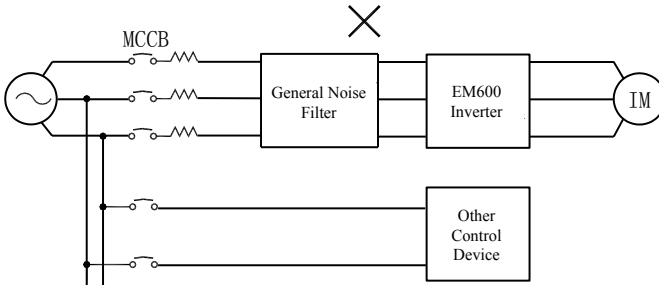 MCCB
General Noise
Filter
EM600
Inverter
IM
Other
Control
Device